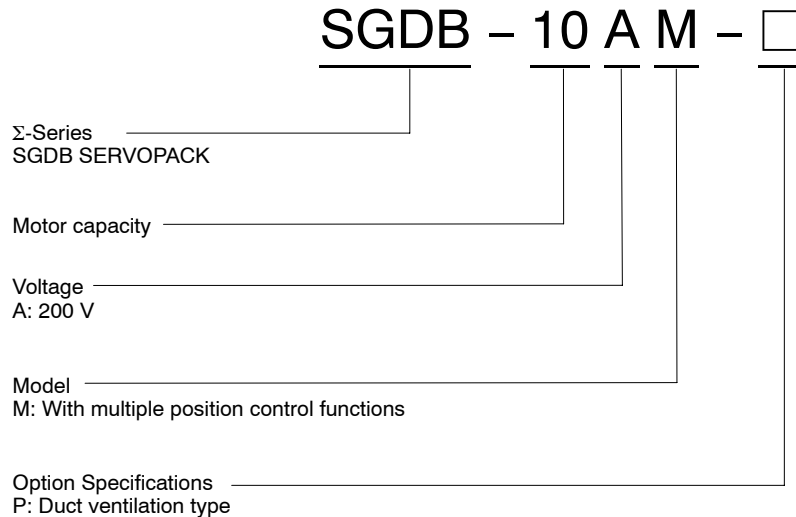 SGDB – 10 A M – □
Σ-Series
SGDB SERVOPACK
Motor capacity
Voltage
A: 200 V
Model
M: With multiple position control functions
Option Specifications
P: Duct ventilation type